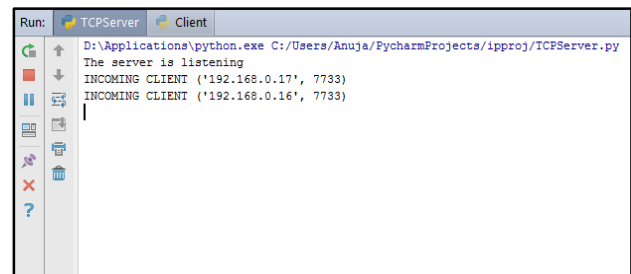 Run: TCPServer Client
D:\Applications\python.exe C:/Users/Anuja/PycharmProjects/ipproj/TCPServer.py
The server is listening
INCOMING CLIENT ('192.168.0.17', 7733)
INCOMING CLIENT ('192.168.0.16', 7733)